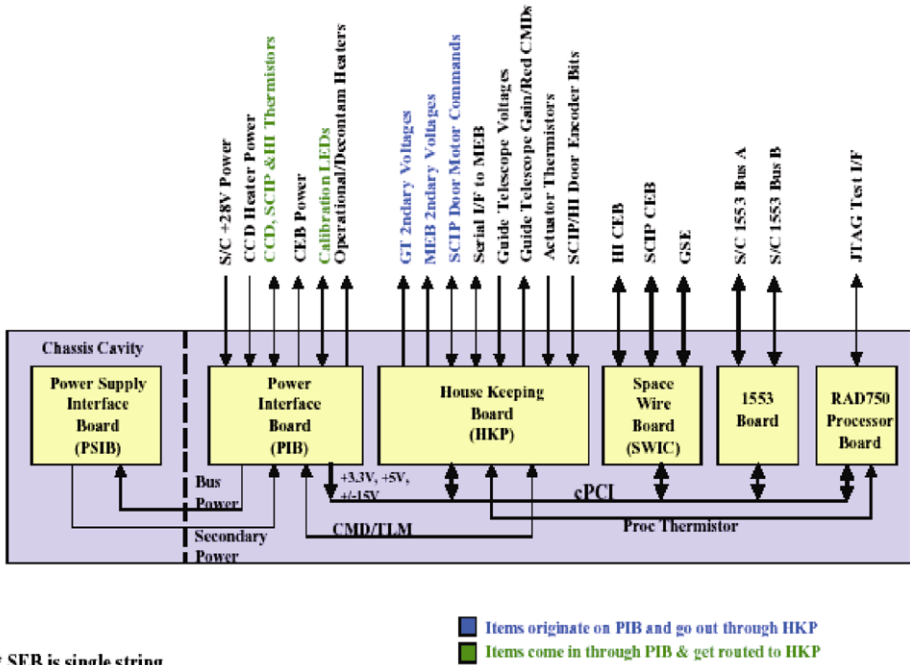 S/C +28V Power
CCD Heater Power
CCD, SCIP &HI Thermistors
CEB Power
Calibration LEDs
Operational/Decontam Heaters
GT 2ndary Voltages
MEB 2ndary Voltages
SCIP Door Motor Commands
Serial I/F to MEB
Guide Telescope Voltages
Guide Telescope Gain/Red CMDs
Actuator Thermistors
SCIP/HI Door Encoder Bits
HI CEB
SCIP CEB
GSE
S/C 1553 Bus A
S/C 1553 Bus B
JTAG Test I/F
Chassis Cavity
Power Supply
Interface
Board
(PSIB)
Power
Interface
Board
(PIB)
House Keeping
Board
(HKP)
Space
Wire
Board
(SWIC)
1553
Board
RAD750
Processor
Board
Bus
Power
+3.3V, +5V,
+/-15V
cPCI
Secondary
Power
CMD/TLM
Proc Thermistor
Items originate on PIB and go out through HKP
Items come in through PIB & get routed to HKP
SEB is single string